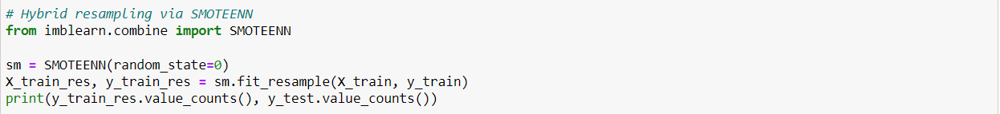 # Hybrid resampling via SMOTEENN
from imblearn.combine import SMOTEENN
sm = SMOTEENN(random_state=0)
X_train_res, y_train_res = sm.fit_resample(X_train, y_train)
print(y_train_res.value_counts(), y_test.value_counts())